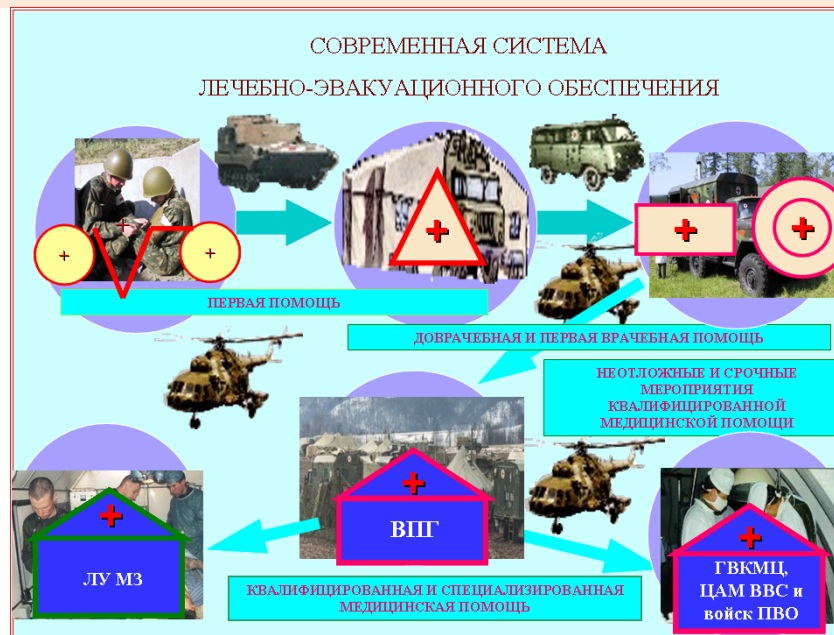 СОВРЕМЕННАЯ СИСТЕМА
ЛЕЧЕБНО-ЭВАКУАЦИОННОГО ОБЕСПЕЧЕНИЯ
ПЕРВАЯ ПОМОЩЬ
ДОВРАЧЕБНАЯ И ПЕРВАЯ ВРАЧЕБНАЯ ПОМОЩЬ
НЕОТЛОЖНЫЕ И СРОЧНЫЕ
МЕРОПРИЯТИЯ
КВАЛИФИЦИРОВАННОЙ
МЕДИЦИНСКОЙ ПОМОЩИ
ЛУ МЗ
ВПГ
ГВКМЦ,
ЦАМ ВВС и
войск ПВО
КВАЛИФИЦИРОВАННАЯ И СПЕЦИАЛИЗИРОВАННАЯ
МЕДИЦИНСКАЯ ПОМОЩЬ